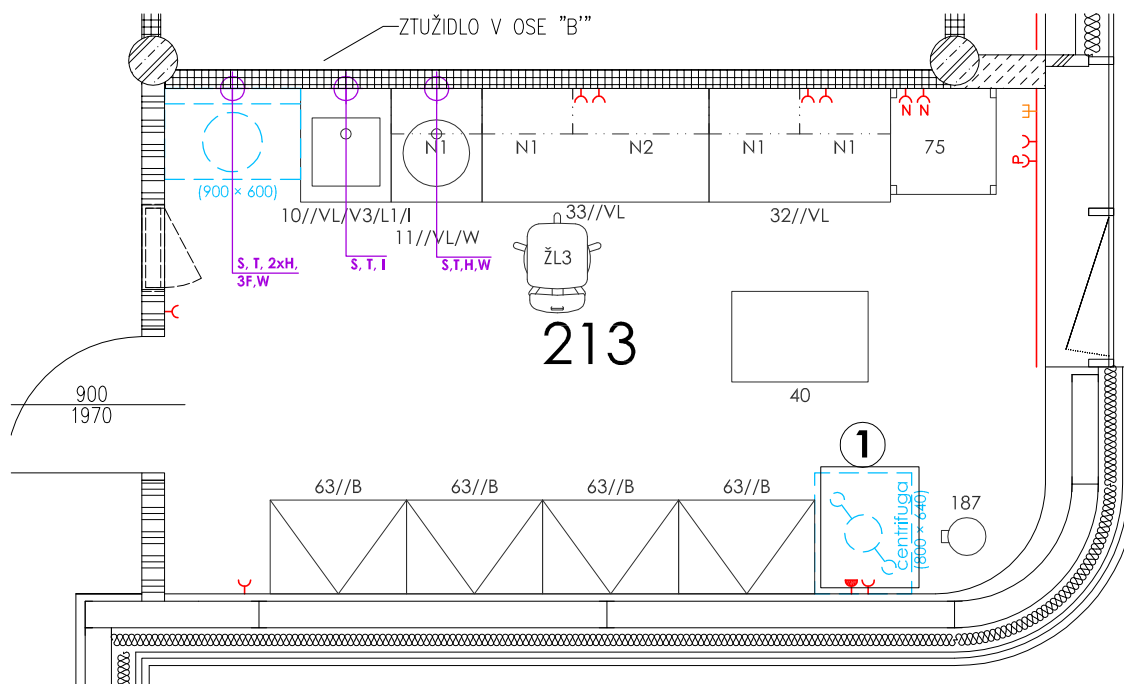 ZTUŽIDLO V OSE "B'"
N
N
P
N1
N1
N2
N1
N1
75
(900 × 600)
10//VL/V3/L1/I
33//VL
32//VL
11//VL/W
ŽL3
S, T, 2xH,
3F,W
S, T, I
S,T,H,W
213
900
1970
40
1
63//B
63//B
63//B
63//B
centrifuga
(800 × 640)
187